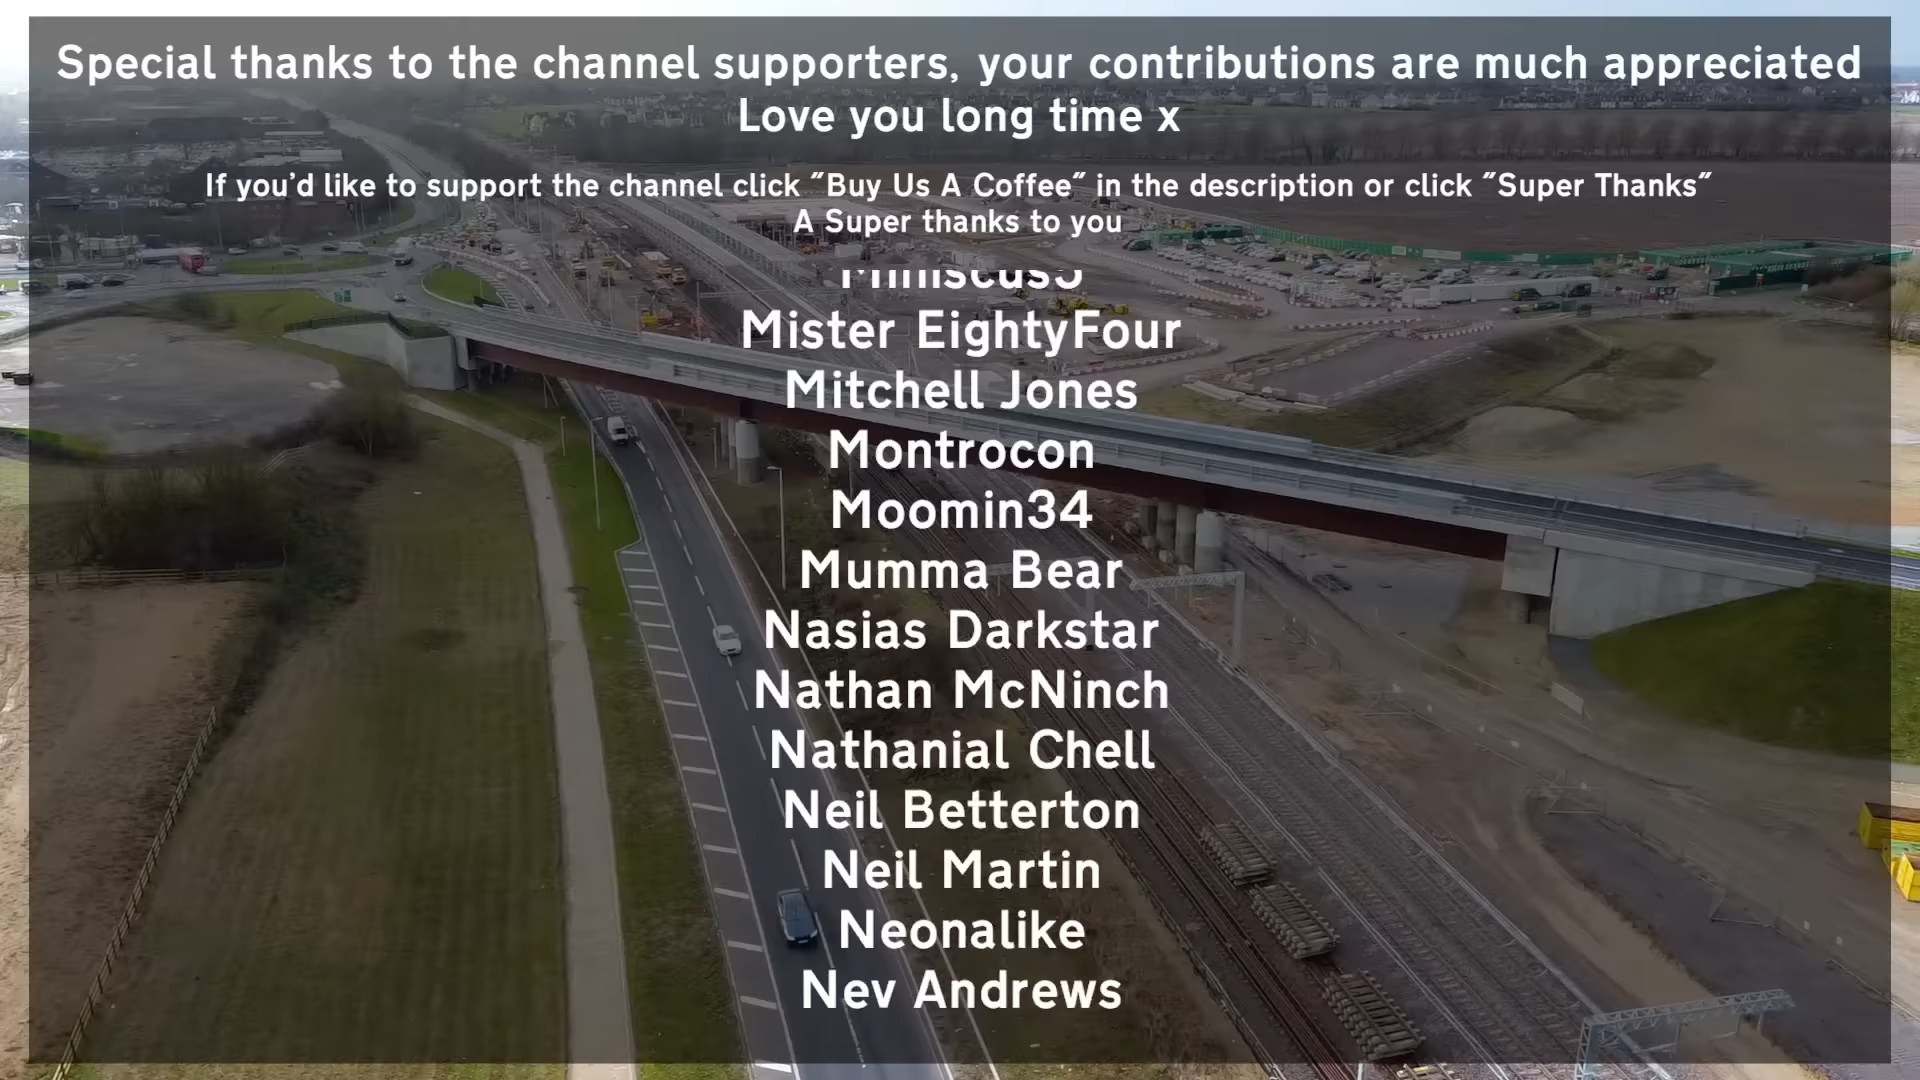 Special thanks to the channel supporters, your contributions are much appreciated
Love you long time x
If you'd like to support the channel click "Buy Us A Coffee" in the description or click "Super Thanks"
A Super thanks to you
Mister EightyFour
Mitchell Jones
Montrocon
Moomin34
Mumma Bear
Nasias Darkstar
Nathan McNinch
Nathanial Chell
Neil Betterton
Neil Martin
Neonalike
Nev Andrews